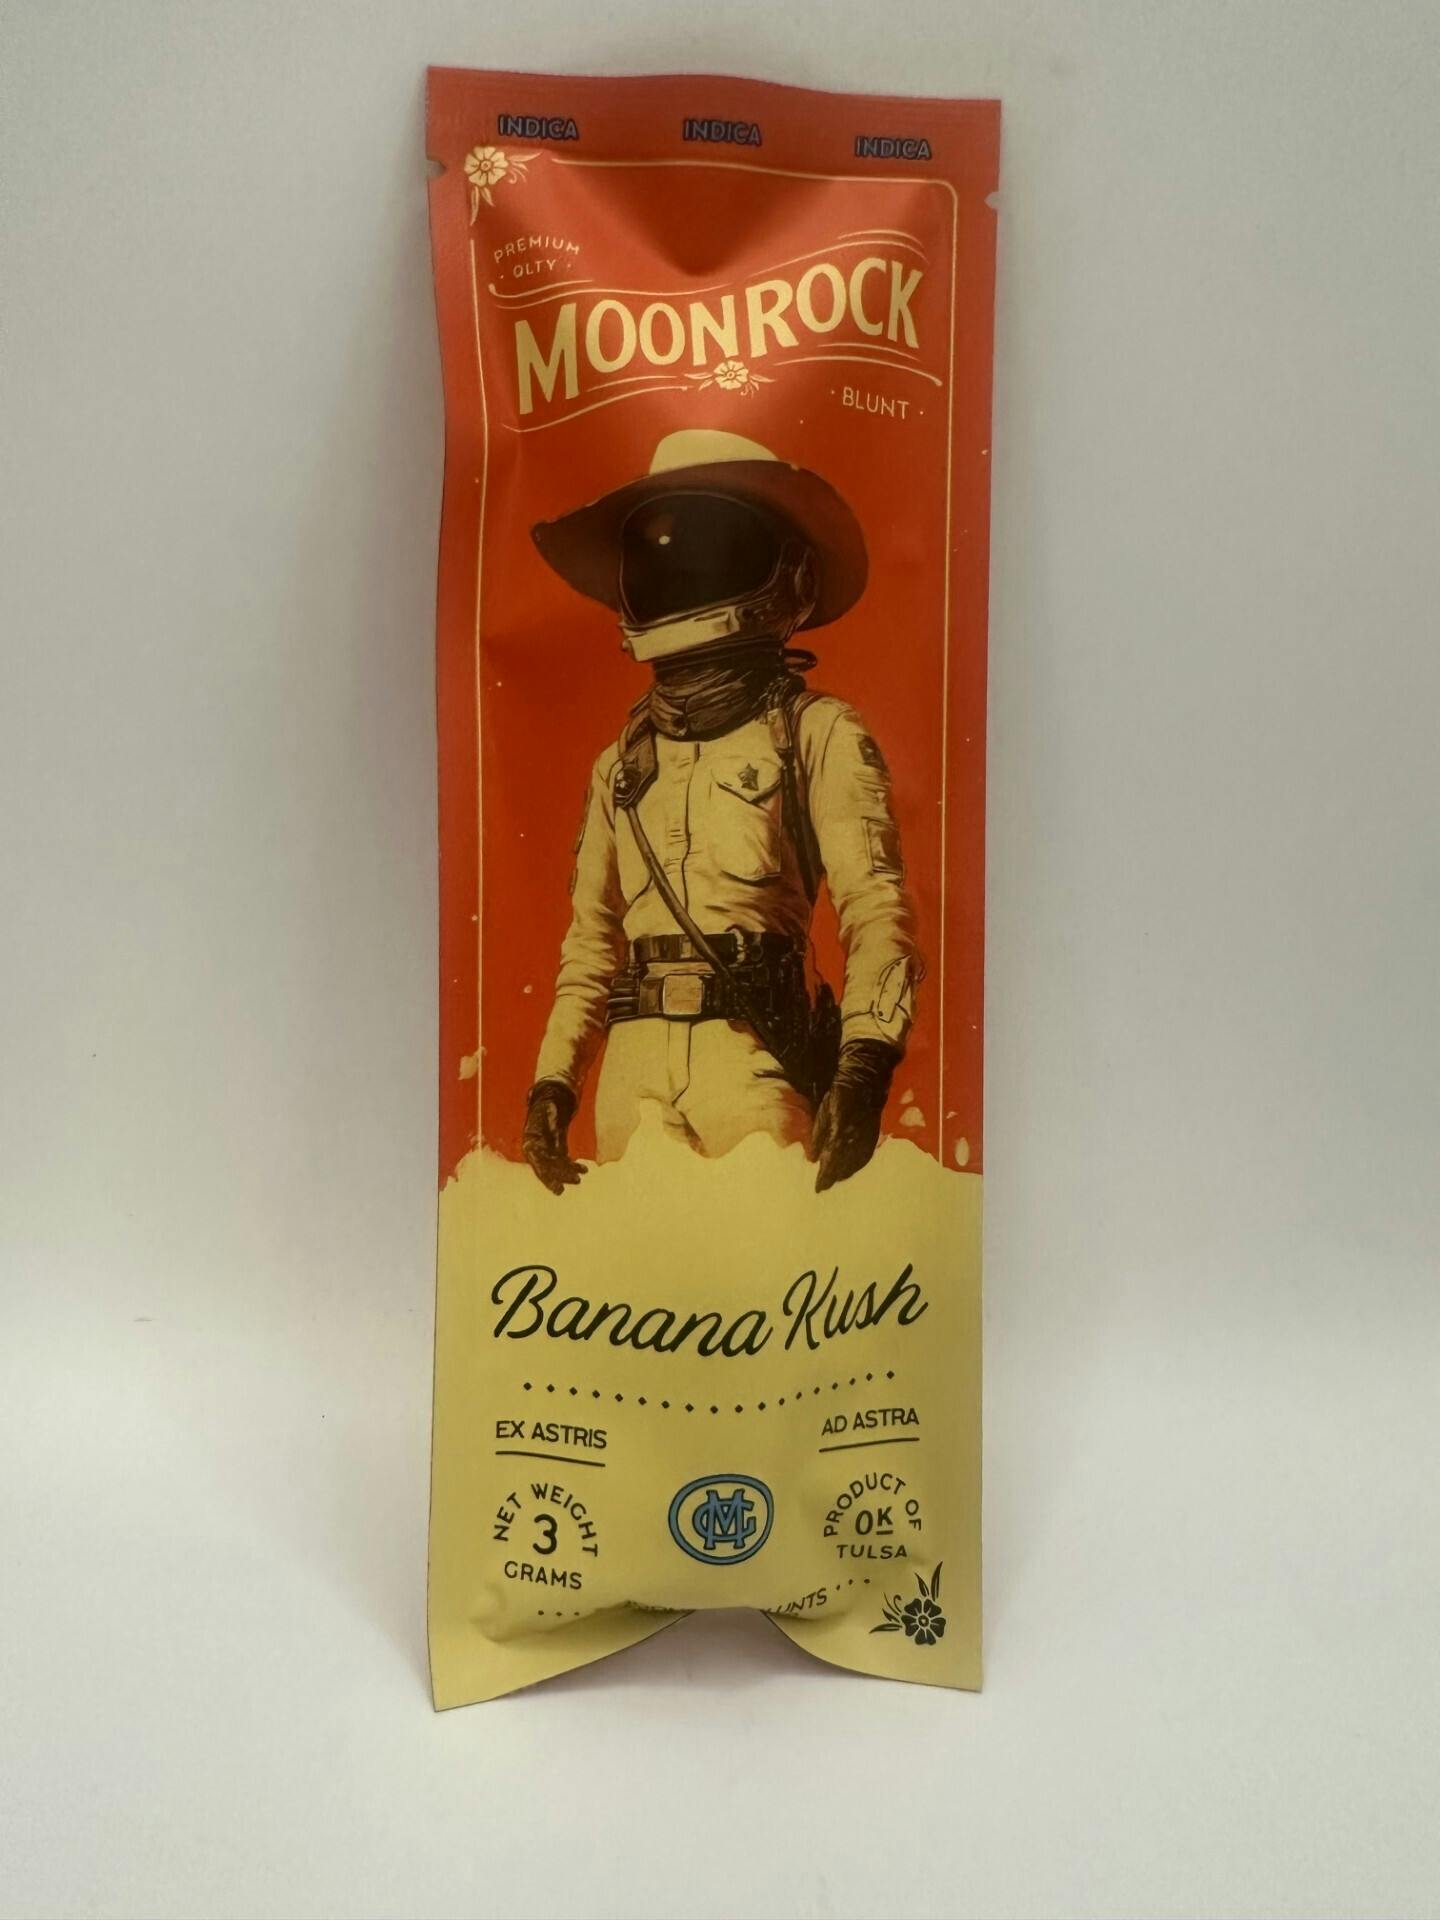 INDICA INDICA INDICA
PREMIUM
· QLTY ·
MOONROCK
· BLUNT ·
Banana Kush
EX ASTRIS
AD ASTRA
NET WEIGHT
3
GRAMS
PRODUCT OF
OK
TULSA